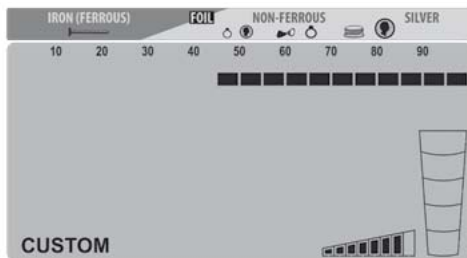 IRON (FERROUS) FOIL NON-FERROUS SILVER
10 20 30 40 50 60 70 80 90
CUSTOM